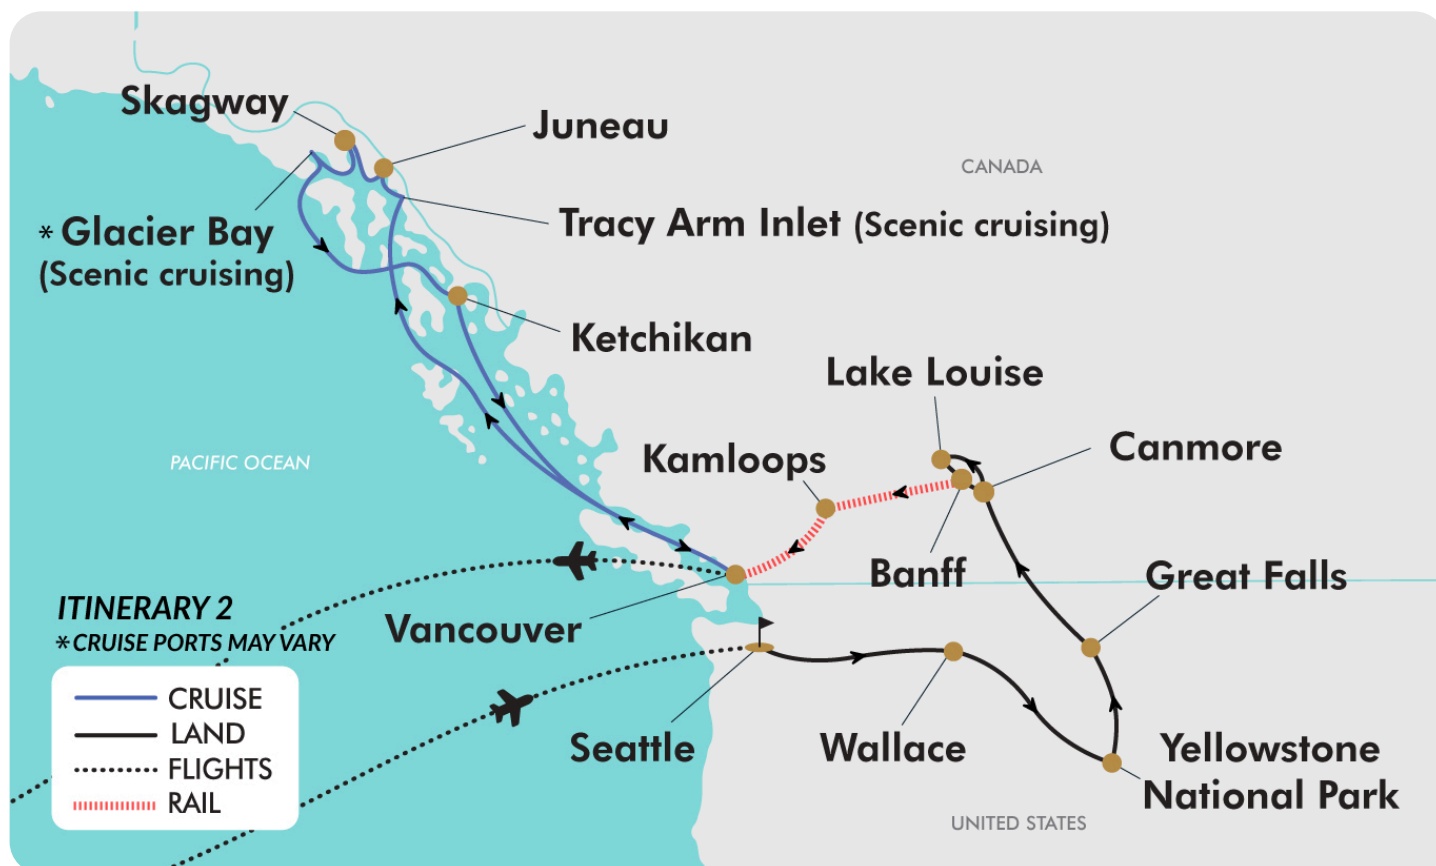 Skagway
Juneau
CANADA
* Glacier Bay
(Scenic cruising)
Tracy Arm Inlet (Scenic cruising)
Ketchikan
Lake Louise
PACIFIC OCEAN
Kamloops
Canmore
Banff
Great Falls
ITINERARY 2
* CRUISE PORTS MAY VARY
Vancouver
CRUISE
LAND
FLIGHTS
RAIL
Seattle
Wallace
Yellowstone
National Park
UNITED STATES